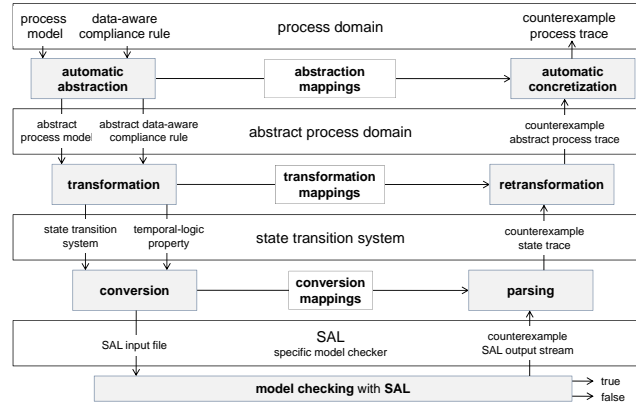 process
model
data-aware
compliance rule
process domain
counterexample
process trace
automatic
abstraction
abstraction
mappings
automatic
concretization
abstract
process model
abstract data-aware
compliance rule
abstract process domain
counterexample
abstract process trace
transformation
transformation
mappings
retransformation
state transition
system
temporal-logic
property
state transition system
counterexample
state trace
conversion
conversion
mappings
parsing
SAL input file
SAL
specific model checker
counterexample
SAL output stream
model checking with SAL
true
false